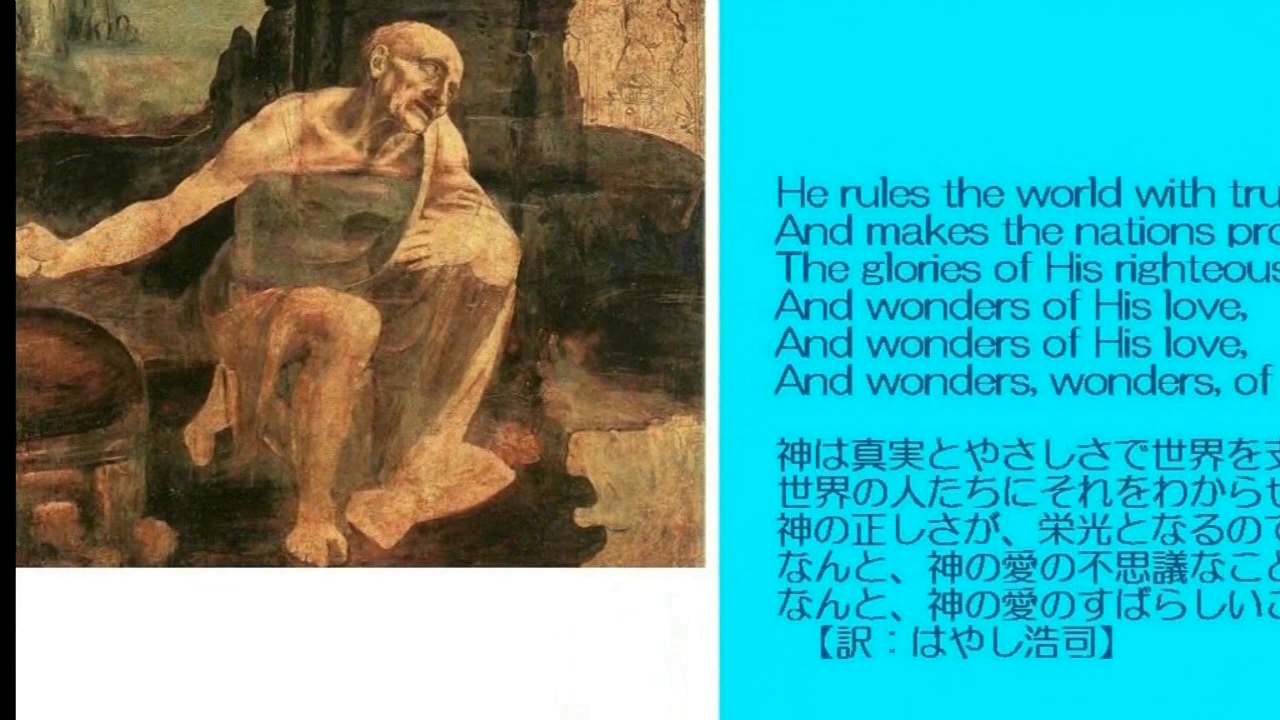 He rules the world with
And makes the nations
The glories of His
And wonders of His love,
And wonders of His love,
And wonders, wonders, of
神は真実とやさしさで世界を
世界の人たちにそれをわからせ
神の正しさが、栄光となるので
なんと、神の愛の不思議なこと
なんと、神の愛のすばらしいこ
【訳：はやし浩司】